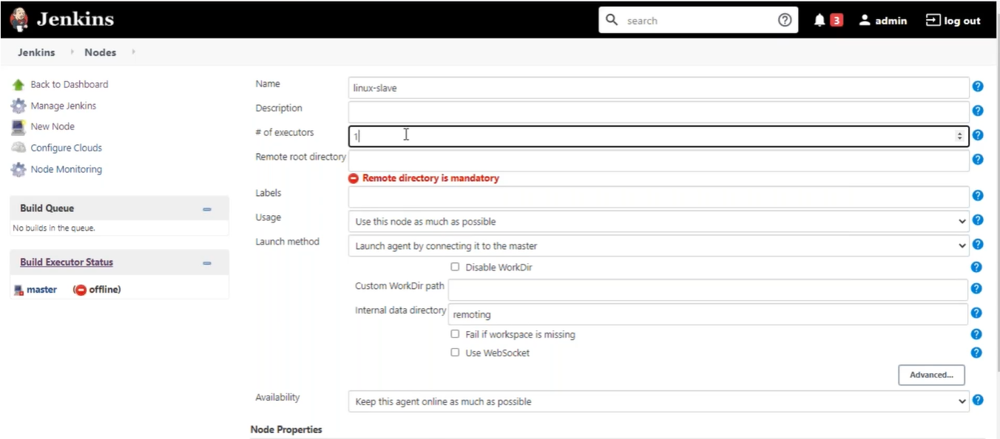 Jenkins
search
3
admin
log out
Jenkins
Nodes
Back to Dashboard
Manage Jenkins
New Node
Configure Clouds
Node Monitoring
Build Queue
No builds in the queue.
Build Executor Status
master (offline)
Name
linux-slave
Description
# of executors
1
Remote root directory
Remote directory is mandatory
Labels
Usage
Use this node as much as possible
Launch method
Launch agent by connecting it to the master
Disable WorkDir
Custom WorkDir path
Internal data directory
remoting
Fail if workspace is missing
Use WebSocket
Advanced...
Availability
Keep this agent online as much as possible
Node Properties